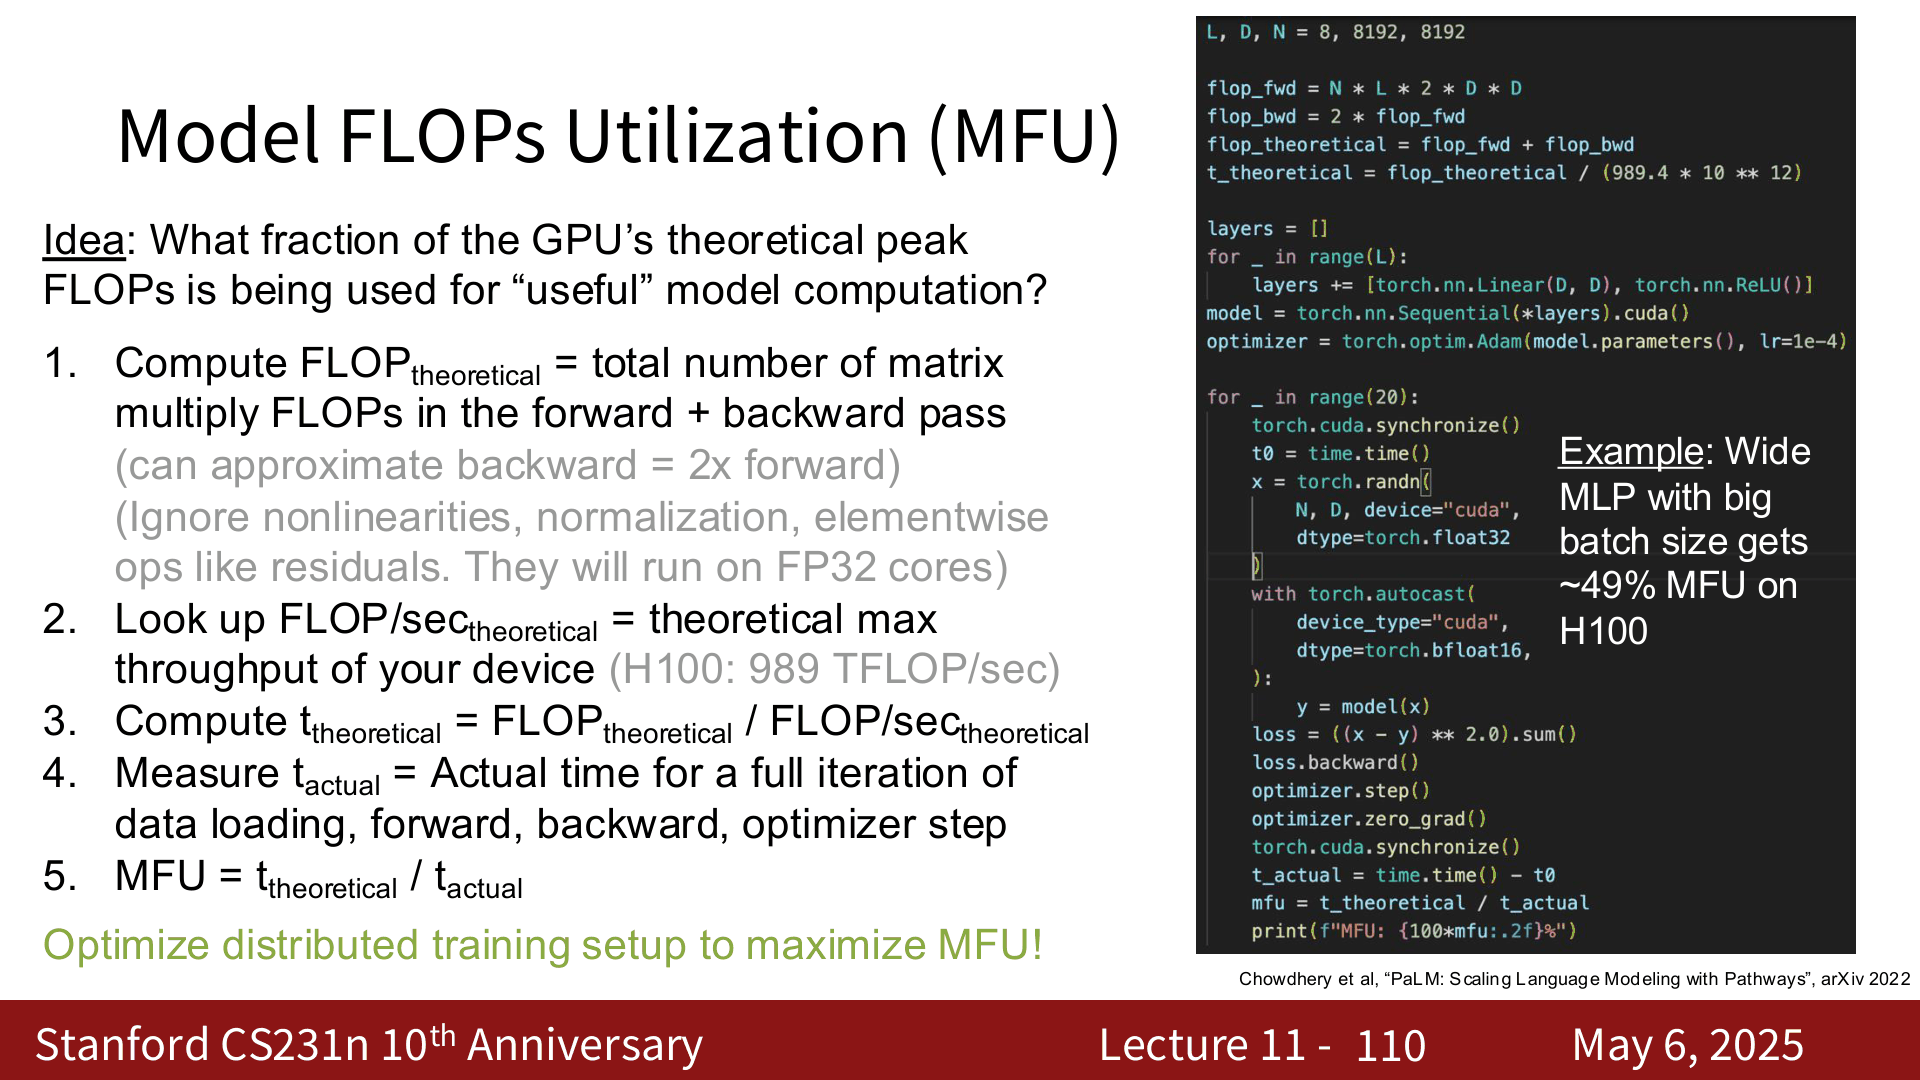 Model FLOPs Utilization (MFU)
Idea: What fraction of the GPU’s theoretical peak
FLOPs is being used for “useful” model computation?
1. Compute FLOPtheoretical = total number of matrix
multiply FLOPs in the forward + backward pass
(can approximate backward = 2x forward)
(Ignore nonlinearities, normalization, elementwise
ops like residuals. They will run on FP32 cores)
2. Look up FLOP/sectheoretical = theoretical max
throughput of your device (H100: 989 TFLOP/sec)
3. Compute ttheoretical = FLOPtheoretical / FLOP/sectheoretical
4. Measure tactual = Actual time for a full iteration of
data loading, forward, backward, optimizer step
5. MFU = ttheoretical / tactual
Optimize distributed training setup to maximize MFU!
L, D, N = 8, 8192, 8192
flop_fwd = N * L * 2 * D * D
flop_bwd = 2 * flop_fwd
flop_theoretical = flop_fwd + flop_bwd
t_theoretical = flop_theoretical / (989.4 * 10 ** 12)
layers = []
for _ in range(L):
layers += [torch.nn.Linear(D, D), torch.nn.ReLU()]
model = torch.nn.Sequential(*layers).cuda()
optimizer = torch.optim.Adam(model.parameters(), lr=1e-4)
for _ in range(20):
torch.cuda.synchronize()
t0 = time.time()
x = torch.randn(
N, D, device="cuda",
dtype=torch.float32
)
with torch.autocast(
device_type="cuda",
dtype=torch.bfloat16,
):
y = model(x)
loss = ((x - y) ** 2.0).sum()
loss.backward()
optimizer.step()
optimizer.zero_grad()
torch.cuda.synchronize()
t_actual = time.time() - t0
mfu = t_theoretical / t_actual
print(f"MFU: {100*mfu:.2f}%")
Example: Wide
MLP with big
batch size gets
~49% MFU on
H100
Chowdhery et al, “PaLM: Scaling Language Modeling with Pathways”, arXiv 2022
Stanford CS231n 10th Anniversary
Lecture 11 - 110
May 6, 2025